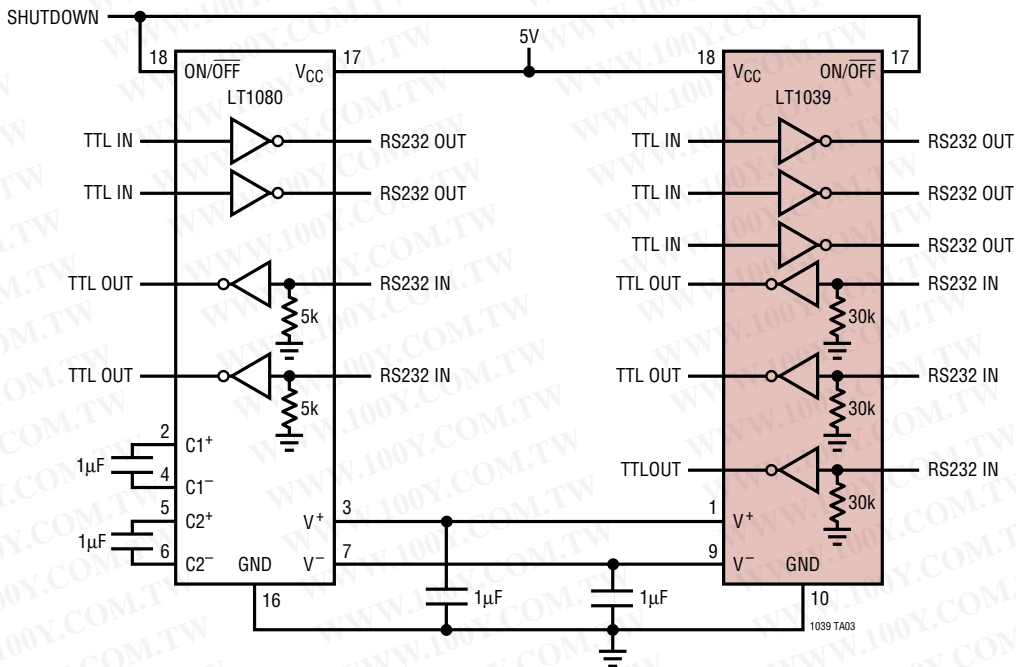 SHUTDOWN
5V
18 ON/OFF VCC 17
18 VCC ON/OFF 17
LT1080
LT1039
TTL IN RS232 OUT
TTL IN RS232 OUT
TTL IN RS232 OUT
TTL IN RS232 OUT
TTL IN RS232 OUT
TTL OUT RS232 IN
5k
TTL OUT RS232 IN
30k
TTL OUT RS232 IN
5k
TTL OUT RS232 IN
30k
TTLOUT RS232 IN
30k
2 C1+
1μF
4 C1−
5 C2+
1μF
6 C2−
V+ 3
1 V+
V− 7
9 V−
GND
16
GND
10
1μF
1μF
1039 TA03
WWW.100Y.COM.TW